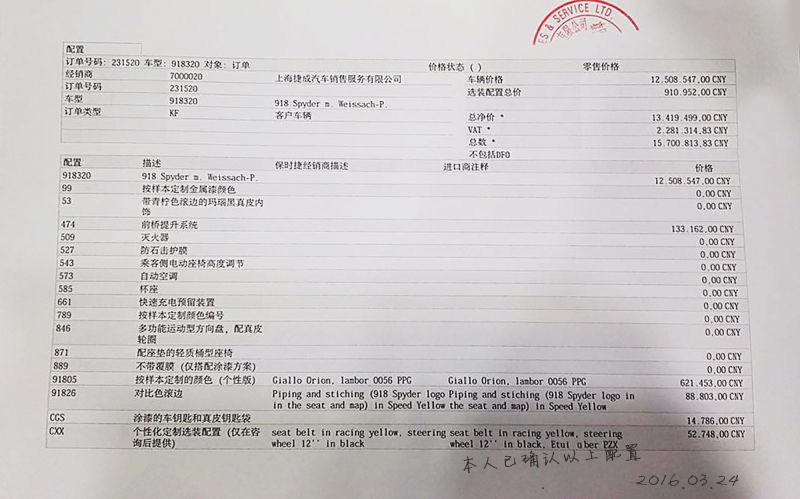 ES & SERVICE LTD.
配置
订单号码: 231520 车型: 918320 对象: 订单 价格状态 ( ) 零售价格
经销商 7000020 上海捷成汽车销售服务有限公司 车辆价格 12.508.547,00 CNY
订单号码 231520 选装配置总价 910.952,00 CNY
车型 918320 918 Spyder m. Weissach-P.
订单类型 KF 客户车辆 总净价 * 13.419.499,00 CNY
VAT * 2.281.314,83 CNY
总数 * 15.700.813,83 CNY
不包括DFO
配置 描述 保时捷经销商描述 进口商注释 价格
918320 918 Spyder m. Weissach-P. 12.508.547,00 CNY
99 按样本定制金属漆颜色 0,00 CNY
53 带青柠色滚边的玛瑙黑真皮内 0,00 CNY
饰
474 前桥提升系统 133.162,00 CNY
509 灭火器 0,00 CNY
527 防石击护膜 0,00 CNY
543 乘客侧电动座椅高度调节 0,00 CNY
573 自动空调 0,00 CNY
585 杯座 0,00 CNY
661 快速充电预留装置 0,00 CNY
789 按样本定制颜色编号 0,00 CNY
846 多功能运动型方向盘，配真皮 0,00 CNY
轮圈
871 配座垫的轻质桶型座椅 0,00 CNY
889 不带覆膜（仅搭配涂漆方案） 0,00 CNY
91805 按样本定制的颜色（个性版） Giallo Orion, lambor 0056 PPG Giallo Orion, lambor 0056 PPG 621.453,00 CNY
91826 对比色滚边 Piping and stiching (918 Spyder logo Piping and stiching (918 Spyder logo in 88.803,00 CNY
in the seat and map) in Speed Yellow the seat and map) in Speed Yellow
CGS 涂漆的车钥匙和真皮钥匙袋 14.786,00 CNY
CXX 个性化定制选装配置（仅在咨 seat belt in racing yellow, steering seat belt in racing yellow, steering 52.748,00 CNY
询后提供） wheel 12'' in black wheel 12'' in black, Etui uber PZX
本人已确认以上配置
2016.03.24